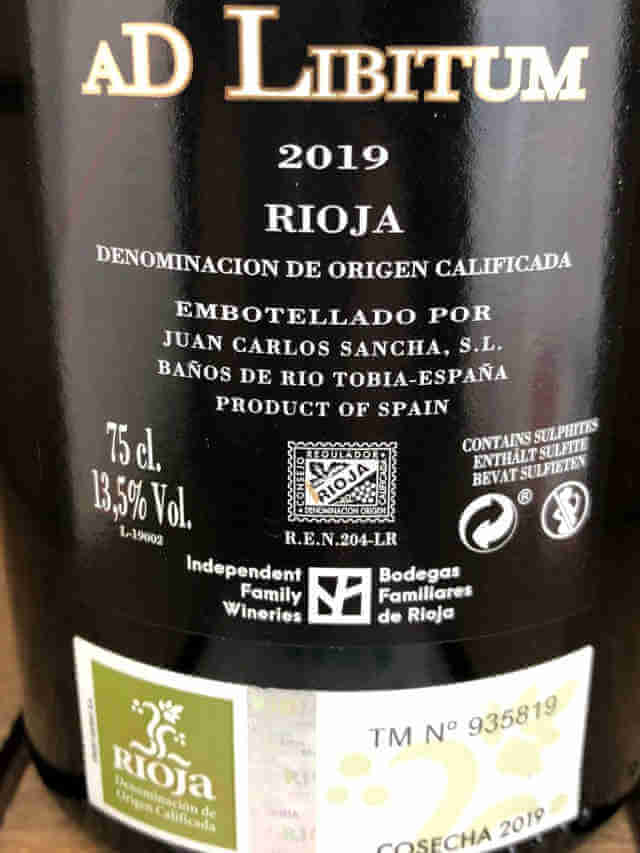 AD LIBITUM
2019
RIOJA
DENOMINACION DE ORIGEN CALIFICADA
EMBOTELLADO POR
JUAN CARLOS SANCHA, S.L.
BAÑOS DE RIO TOBIA-ESPAÑA
PRODUCT OF SPAIN
75 cl.
13,5% Vol.
L-19002
CONSEJO REGULADOR
RIOJA
DENOMINACION ORIGEN
CALIFICADA
R.E.N.204-LR
CONTAINS SULPHITES
ENTHÄLT SULFITE
BEVAT SULFIETEN
®
Independent
Family
Wineries
Bodegas
Familiares
de Rioja
RIOJA
Denominación de
Origen Calificada
TM Nº 935819
COSECHA 2019